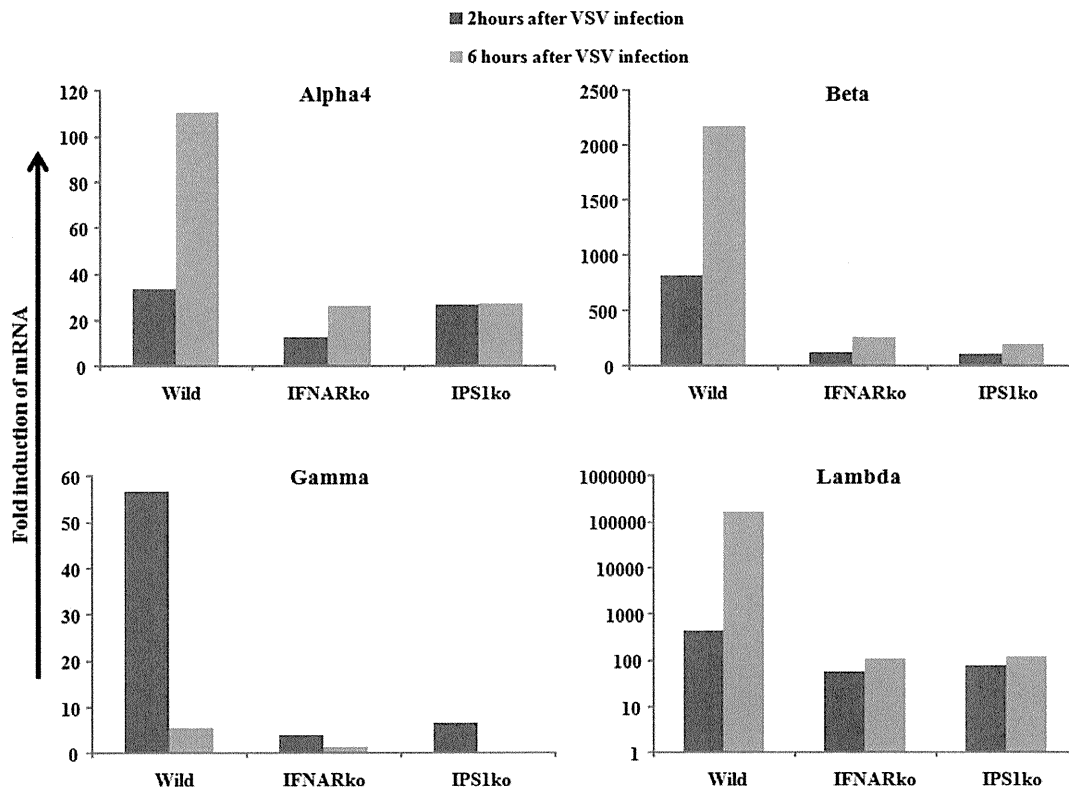 2hours after VSV infection
6 hours after VSV infection
Fold induction of mRNA
Alpha4
120
100
80
60
40
20
0
Wild IFNARko IPS1ko
Beta
2500
2000
1500
1000
500
0
Wild IFNARko IPS1ko
Gamma
60
50
40
30
20
10
0
Wild IFNARko IPS1ko
Lambda
1000000
100000
10000
1000
100
10
1
Wild IFNARko IPS1ko